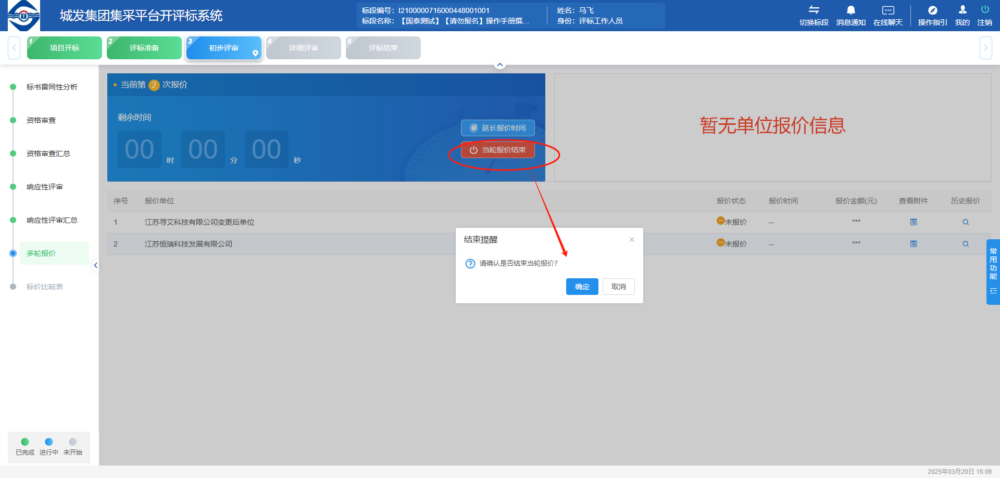 城发集团集采平台开评标系统
标段编号：I2100000716000448001001
标段名称：【国泰测试】【请勿报名】操作手册撰...
姓名：马飞
身份：评标工作人员
切换标段
消息通知
在线聊天
操作指引
我的
注销
1 项目开标
2 评标准备
3 初步评审
4 详细评审
5 评标结束
标书雷同性分析
资格审查
资格审查汇总
响应性评审
响应性评审汇总
多轮报价
标价比较表
已完成 进行中 未开始
当前第 2 次报价
剩余时间
00 时 00 分 00 秒
延长报价时间
当轮报价结束
暂无单位报价信息
序号 报价单位 报价状态 报价时间 报价金额(元) 查看附件 历史报价
1 江苏寻艾科技有限公司变更后单位 未报价 -- ***
2 江苏恒瑞科技发展有限公司 未报价 -- ***
结束提醒
请确认是否结束当轮报价?
确定 取消
常用功能
2025年03月20日 16:09